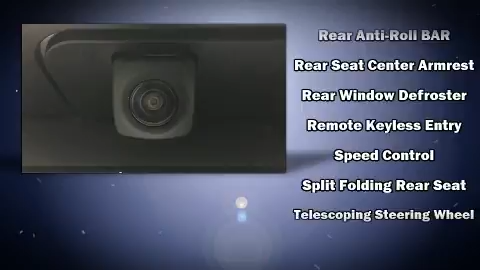 Rear Anti-Roll BAR
Rear Seat Center Armrest
Rear Window Defroster
Remote Keyless Entry
Speed Control
Split Folding Rear Seat
Telescoping Steering Wheel